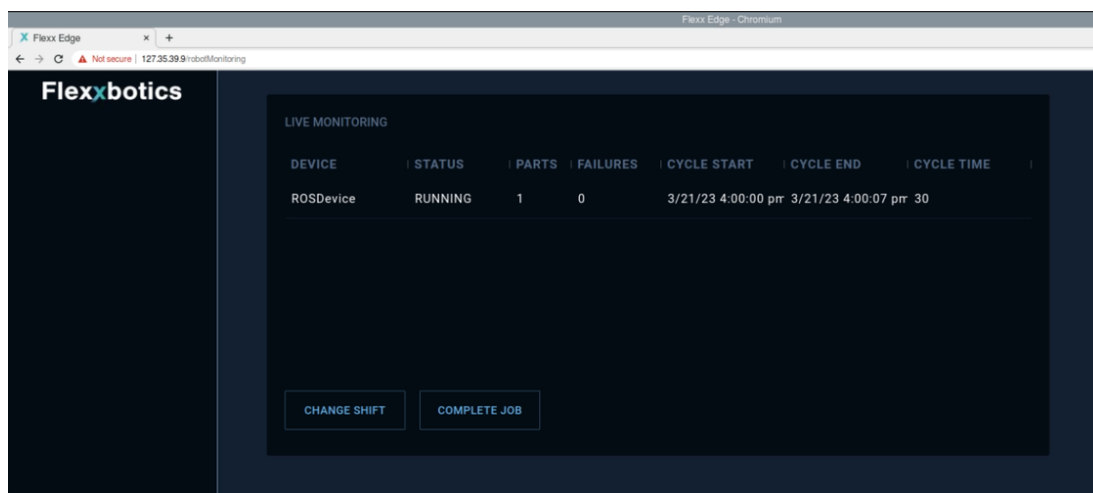 Flexx Edge - Chromium
X Flexx Edge × +
Not secure | 127.35.39.9/robotMonitoring
Flexxbotics
LIVE MONITORING
DEVICE STATUS PARTS FAILURES CYCLE START CYCLE END CYCLE TIME
ROSDevice RUNNING 1 0 3/21/23 4:00:00 pm 3/21/23 4:00:07 pm 30
CHANGE SHIFT COMPLETE JOB